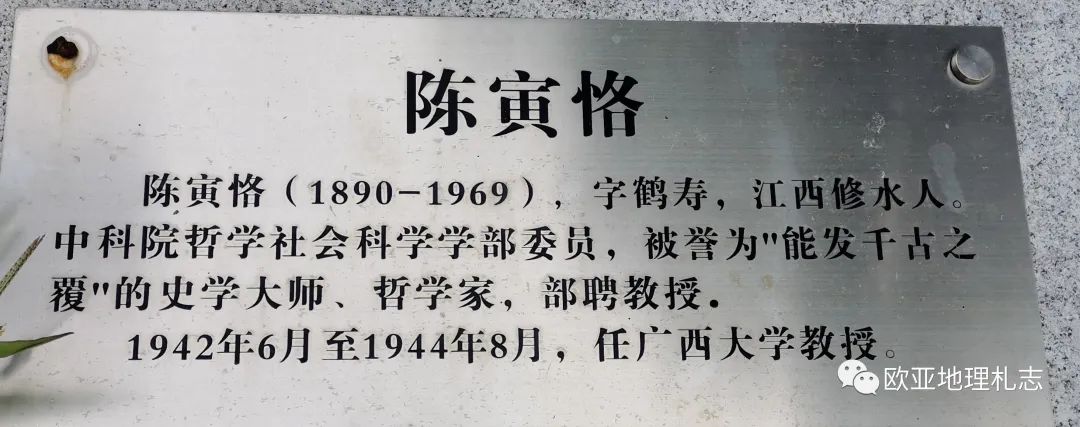 陈寅恪
陈寅恪（1890-1969），字鹤寿，江西修水人。
中科院哲学社会科学学部委员，被誉为"能发千古之
覆"的史学大师、哲学家，部聘教授.
1942年6月至1944年8月，任广西大学教授。
欧亚地理札志